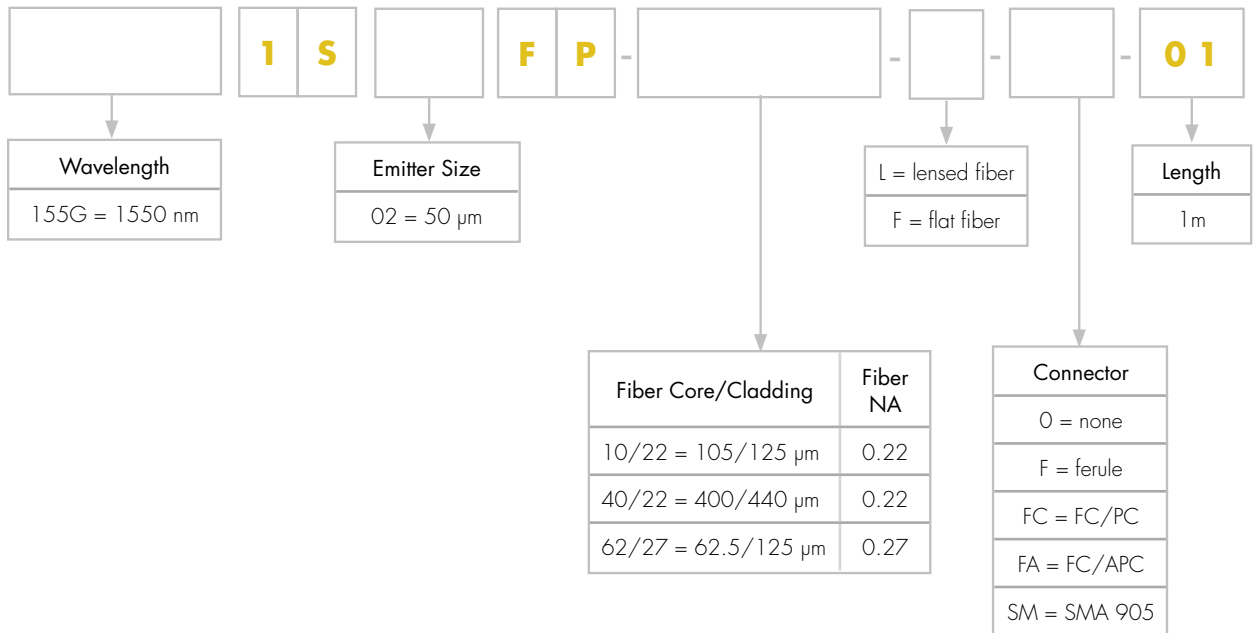 1 S F P - - - - 0 1
Wavelength
155G = 1550 nm
Emitter Size
02 = 50 µm
L = lensed fiber
F = flat fiber
Length
1m
Fiber Core/Cladding Fiber NA
10/22 = 105/125 µm 0.22
40/22 = 400/440 µm 0.22
62/27 = 62.5/125 µm 0.27
Connector
0 = none
F = ferule
FC = FC/PC
FA = FC/APC
SM = SMA 905